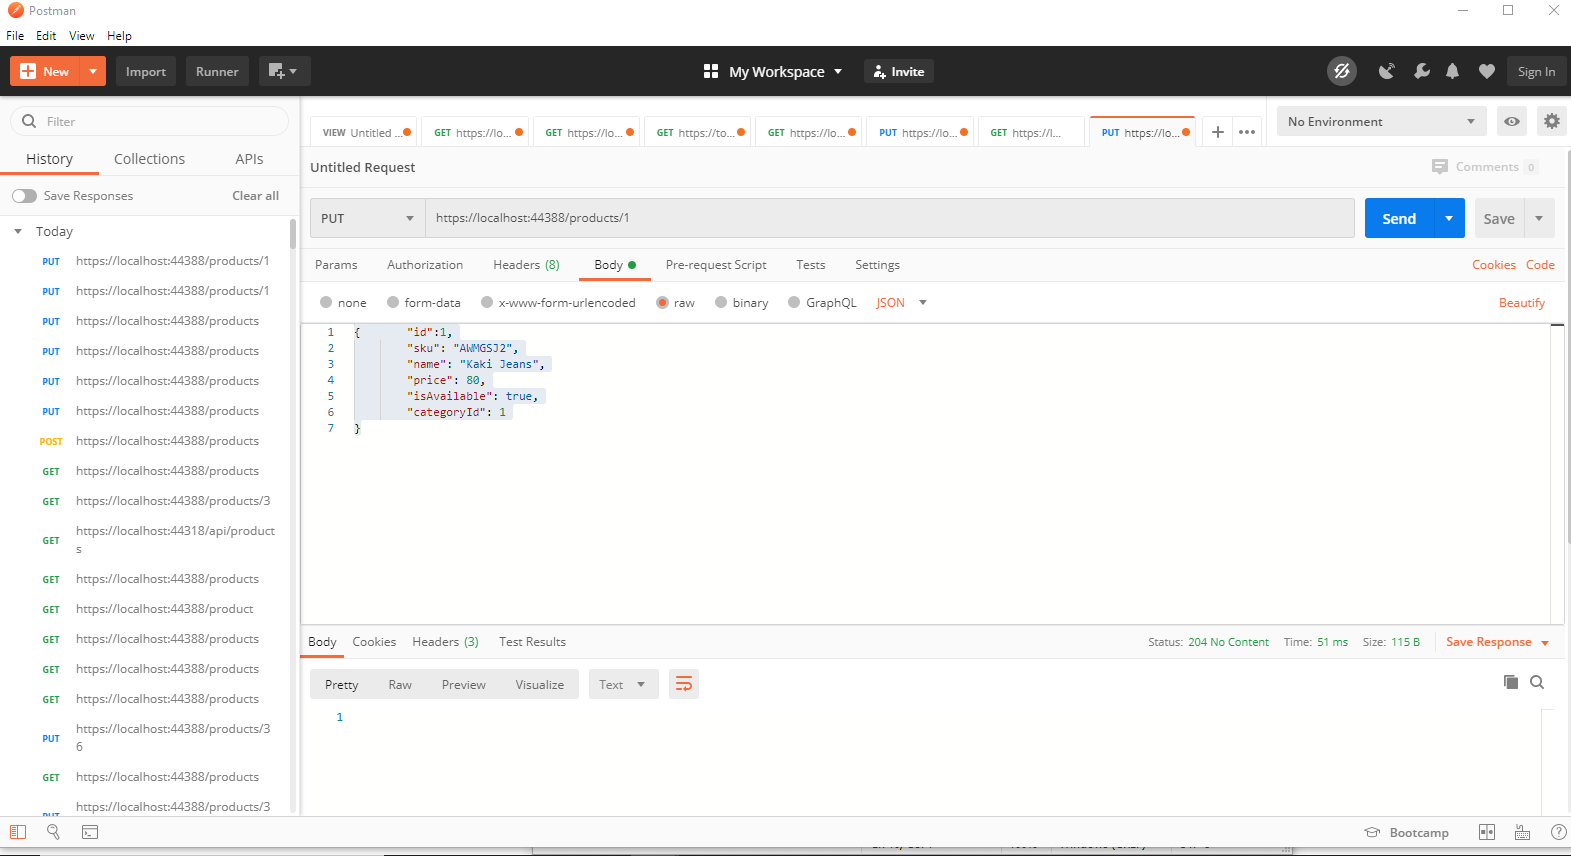 Postman
File Edit View Help
New Import Runner My Workspace Invite Sign In
Filter
History Collections APIs
Save Responses Clear all
Today
PUT https://localhost:44388/products/1
PUT https://localhost:44388/products/1
PUT https://localhost:44388/products
PUT https://localhost:44388/products
PUT https://localhost:44388/products
PUT https://localhost:44388/products
POST https://localhost:44388/products
GET https://localhost:44388/products
GET https://localhost:44388/products/3
GET https://localhost:44318/api/product
s
GET https://localhost:44388/products
GET https://localhost:44388/product
GET https://localhost:44388/products
GET https://localhost:44388/products
GET https://localhost:44388/products
PUT https://localhost:44388/products/3
6
GET https://localhost:44388/products
PUT https://localhost:44388/products/3
VIEW Untitled ... GET https://lo... GET https://lo... GET https://to... GET https://lo... PUT https://lo... GET https://l... PUT https://lo... + ••• No Environment
Untitled Request Comments 0
PUT https://localhost:44388/products/1 Send Save
Params Authorization Headers (8) Body Pre-request Script Tests Settings Cookies Code
none form-data x-www-form-urlencoded raw binary GraphQL JSON Beautify
1 { "id":1,
2 "sku": "AWMGSJ2",
3 "name": "Kaki Jeans",
4 "price": 80,
5 "isAvailable": true,
6 "categoryId": 1
7 }
Body Cookies Headers (3) Test Results Status: 204 No Content Time: 51 ms Size: 115 B Save Response
Pretty Raw Preview Visualize Text
1
Bootcamp